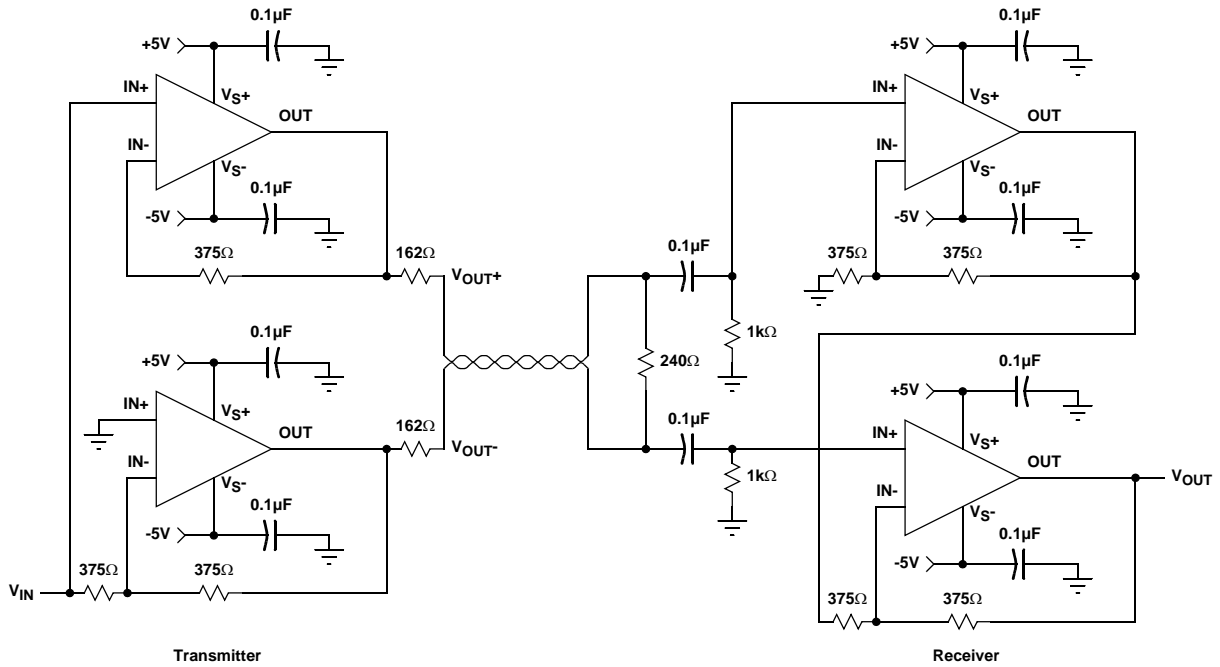 0.1µF
+5V
IN+
VS+
OUT
IN-
VS-
0.1µF
-5V
375Ω
162Ω
VOUT+
0.1µF
+5V
IN+
VS+
OUT
162Ω
VOUT-
IN-
VS-
0.1µF
-5V
375Ω
375Ω
VIN
Transmitter
0.1µF
1kΩ
240Ω
0.1µF
1kΩ
0.1µF
+5V
IN+
VS+
OUT
IN-
VS-
0.1µF
-5V
375Ω
375Ω
0.1µF
+5V
IN+
VS+
OUT
VOUT
IN-
VS-
0.1µF
-5V
375Ω
375Ω
Receiver